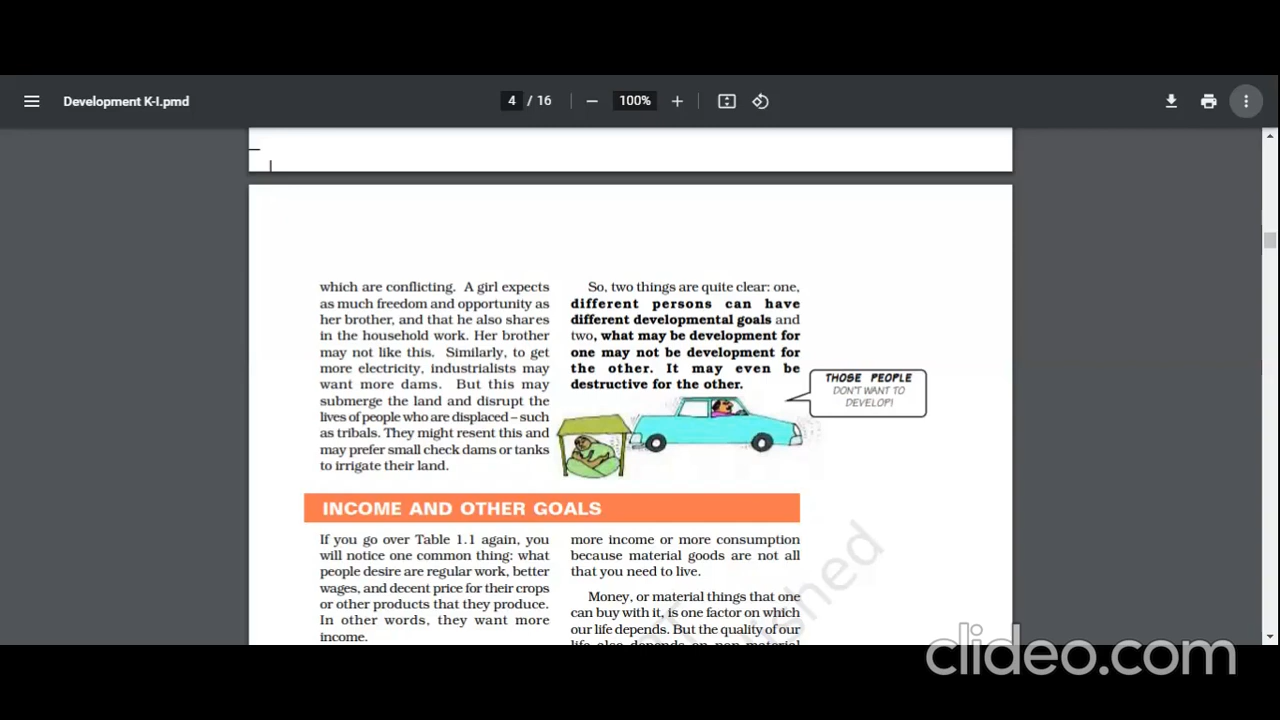 Development K-I.pmd
4 / 16
100%
which are conflicting. A girl expects
as much freedom and opportunity as
her brother, and that he also shares
in the household work. Her brother
may not like this. Similarly, to get
more electricity, industrialists may
want more dams. But this may
submerge the land and disrupt the
lives of people who are displaced – such
as tribals. They might resent this and
may prefer small check dams or tanks
to irrigate their land.
So, two things are quite clear: one,
different persons can have
different developmental goals and
two, what may be development for
one may not be development for
the other. It may even be
destructive for the other.
THOSE PEOPLE
DON'T WANT TO
DEVELOP!
INCOME AND OTHER GOALS
If you go over Table 1.1 again, you
will notice one common thing: what
people desire are regular work, better
wages, and decent price for their crops
or other products that they produce.
In other words, they want more
income.
more income or more consumption
because material goods are not all
that you need to live.
Money, or material things that one
can buy with it, is one factor on which
our life depends. But the quality of our
life also depends on non-material
clideo.com